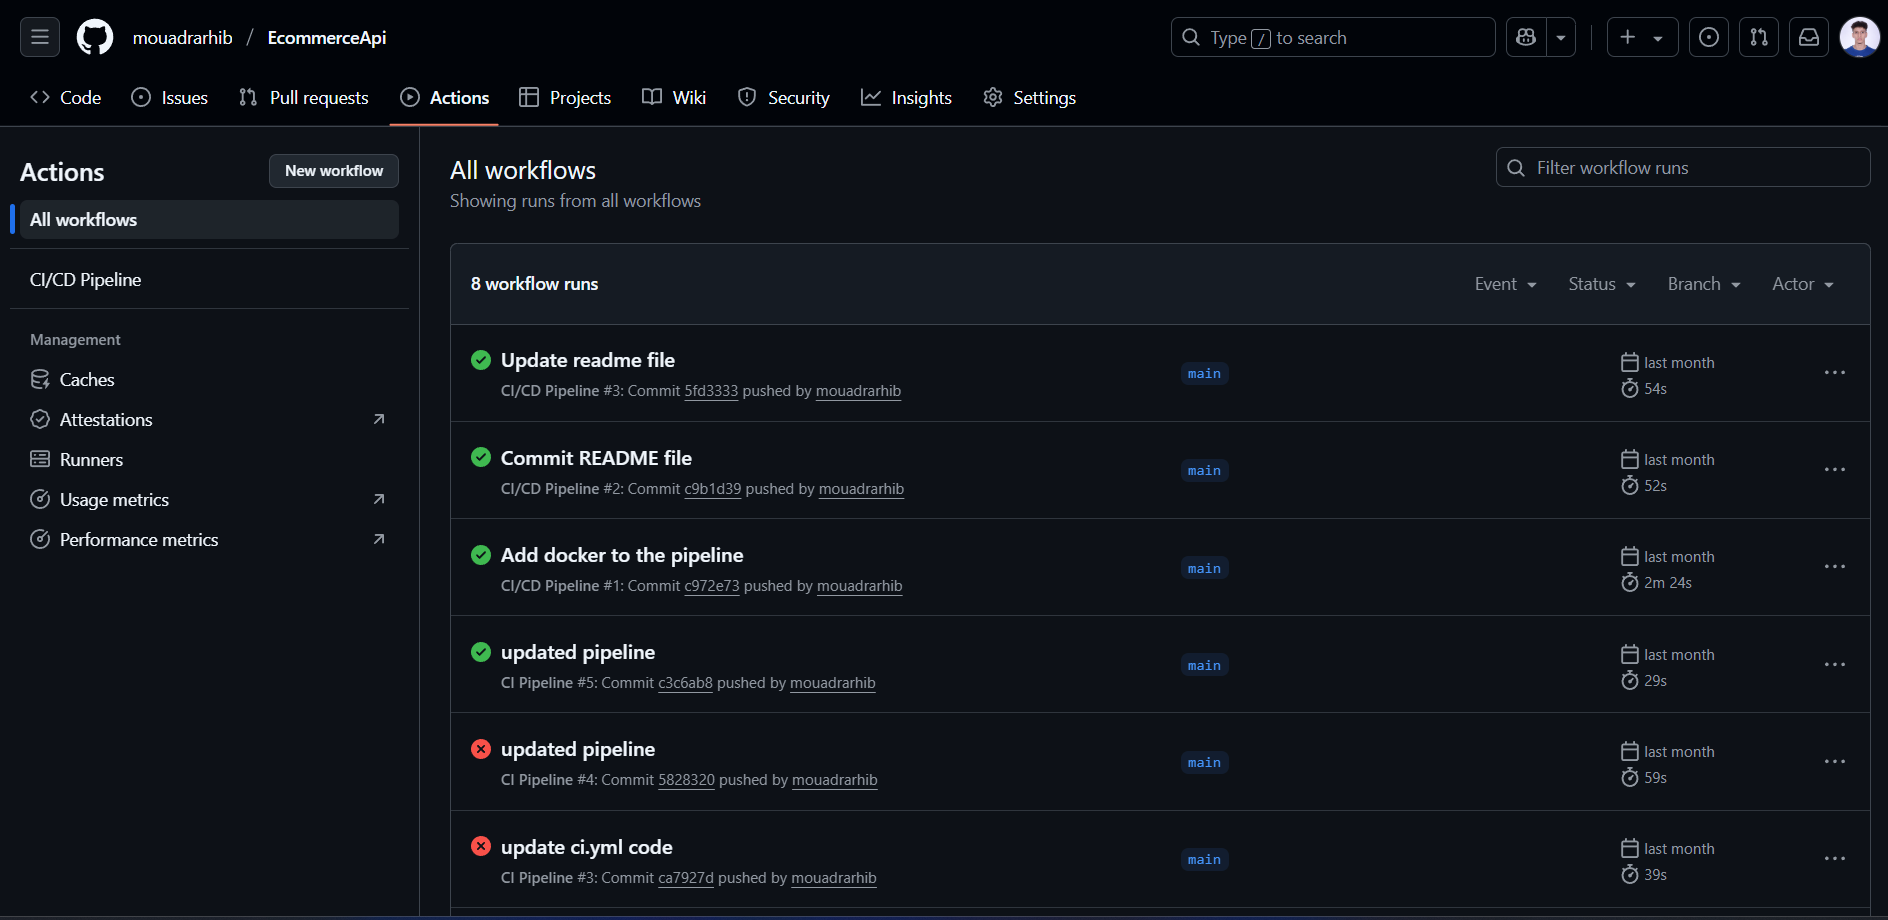 mouadrarhib / EcommerceApi
Type / to search
Code Issues Pull requests Actions Projects Wiki Security Insights Settings
Actions
New workflow
All workflows
CI/CD Pipeline
Management
Caches
Attestations
Runners
Usage metrics
Performance metrics
All workflows
Showing runs from all workflows
Filter workflow runs
8 workflow runs
Event Status Branch Actor
Update readme file
CI/CD Pipeline #3: Commit 5fd3333 pushed by mouadrarhib
main
last month
54s
Commit README file
CI/CD Pipeline #2: Commit c9b1d39 pushed by mouadrarhib
main
last month
52s
Add docker to the pipeline
CI/CD Pipeline #1: Commit c972e73 pushed by mouadrarhib
main
last month
2m 24s
updated pipeline
CI Pipeline #5: Commit c3c6ab8 pushed by mouadrarhib
main
last month
29s
updated pipeline
CI Pipeline #4: Commit 5828320 pushed by mouadrarhib
main
last month
59s
update ci.yml code
CI Pipeline #3: Commit ca7927d pushed by mouadrarhib
main
last month
39s